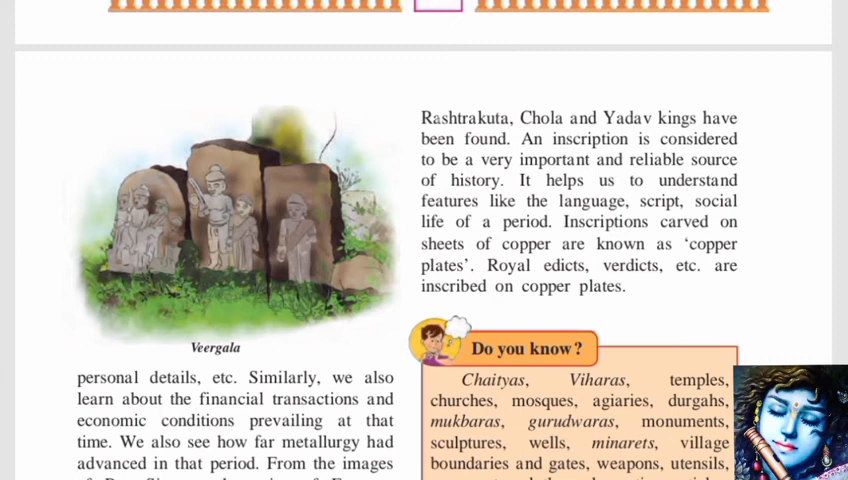 Veergala
personal details, etc. Similarly, we also
learn about the financial transactions and
economic conditions prevailing at that
time. We also see how far metallurgy had
advanced in that period. From the images
Rashtrakuta, Chola and Yadav kings have
been found. An inscription is considered
to be a very important and reliable source
of history. It helps us to understand
features like the language, script, social
life of a period. Inscriptions carved on
sheets of copper are known as ‘copper
plates’. Royal edicts, verdicts, etc. are
inscribed on copper plates.
Do you know?
Chaityas, Viharas, temples,
churches, mosques, agiaries, durgahs,
mukbaras, gurudwaras, monuments,
sculptures, wells, minarets, village
boundaries and gates, weapons, utensils,